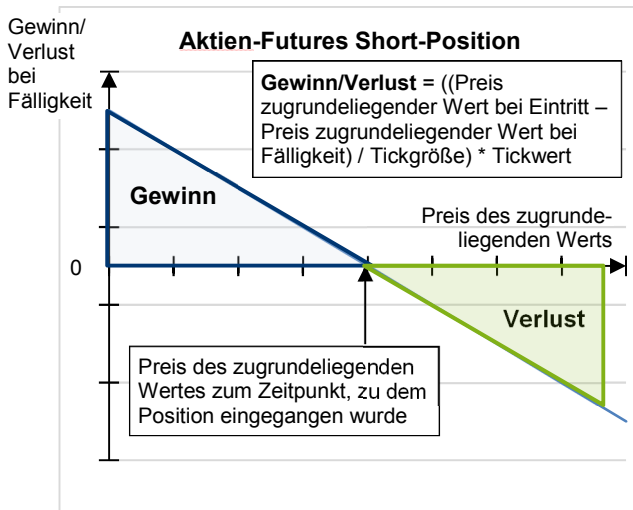 Gewinn/
Verlust
bei
Fälligkeit
Aktien-Futures Short-Position
Gewinn/Verlust = ((Preis
zugrundeliegender Wert bei Eintritt –
Preis zugrundeliegender Wert bei
Fälligkeit) / Tickgröße) * Tickwert
Gewinn
Preis des zugrunde-
liegenden Werts
0
Verlust
Preis des zugrundeliegenden
Wertes zum Zeitpunkt, zu dem
Position eingegangen wurde